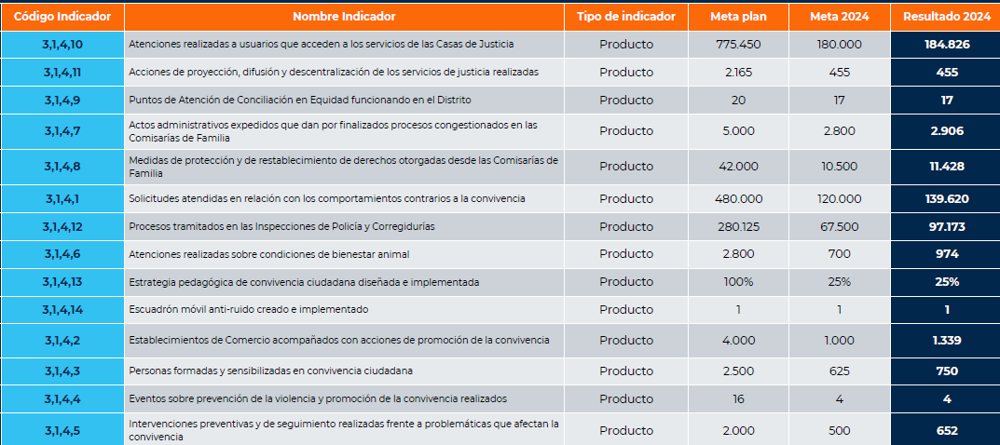 Código Indicador Nombre Indicador Tipo de indicador Meta plan Meta 2024 Resultado 2024
3,1,4,10 Atenciones realizadas a usuarios que acceden a los servicios de las Casas de Justicia Producto 775.450 180.000 184.826
3,1,4,11 Acciones de proyección, difusión y descentralización de los servicios de justicia realizadas Producto 2.165 455 455
3,1,4,9 Puntos de Atención de Conciliación en Equidad funcionando en el Distrito Producto 20 17 17
3,1,4,7 Actos administrativos expedidos que dan por finalizados procesos congestionados en las
Comisarías de Familia Producto 5.000 2.800 2.906
3,1,4,8 Medidas de protección y de restablecimiento de derechos otorgadas desde las Comisarías de
Familia Producto 42.000 10.500 11.428
3,1,4,1 Solicitudes atendidas en relación con los comportamientos contrarios a la convivencia Producto 480.000 120.000 139.620
3,1,4,12 Procesos tramitados en las Inspecciones de Policía y Corregidurías Producto 280.125 67.500 97.173
3,1,4,6 Atenciones realizadas sobre condiciones de bienestar animal Producto 2.800 700 974
3,1,4,13 Estrategia pedagógica de convivencia ciudadana diseñada e implementada Producto 100% 25% 25%
3,1,4,14 Escuadrón móvil anti-ruido creado e implementado Producto 1 1 1
3,1,4,2 Establecimientos de Comercio acompañados con acciones de promoción de la convivencia Producto 4.000 1.000 1.339
3,1,4,3 Personas formadas y sensibilizadas en convivencia ciudadana Producto 2.500 625 750
3,1,4,4 Eventos sobre prevención de la violencia y promoción de la convivencia realizados Producto 16 4 4
3,1,4,5 Intervenciones preventivas y de seguimiento realizadas frente a problemáticas que afectan la
convivencia Producto 2.000 500 652